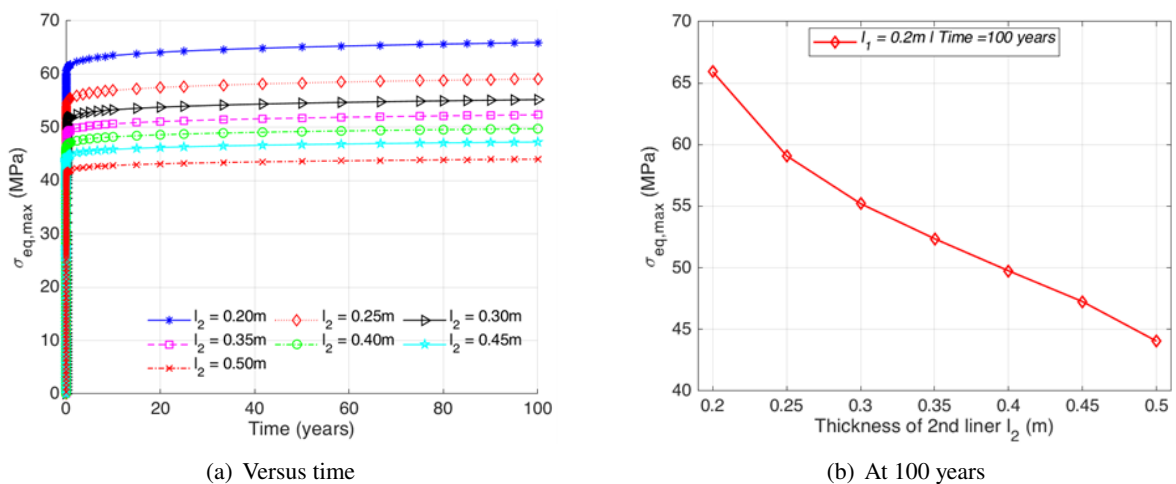 70
60
50
40
30
20
10
0
σeq,max (MPa)
l2 = 0.20m l2 = 0.25m l2 = 0.30m
l2 = 0.35m l2 = 0.40m l2 = 0.45m
l2 = 0.50m
0 20 40 60 80 100
Time (years)
(a) Versus time
l1 = 0.2m l Time =100 years
70
65
60
55
50
45
40
σeq,max (MPa)
0.2 0.25 0.3 0.35 0.4 0.45 0.5
Thickness of 2nd liner l2 (m)
(b) At 100 years